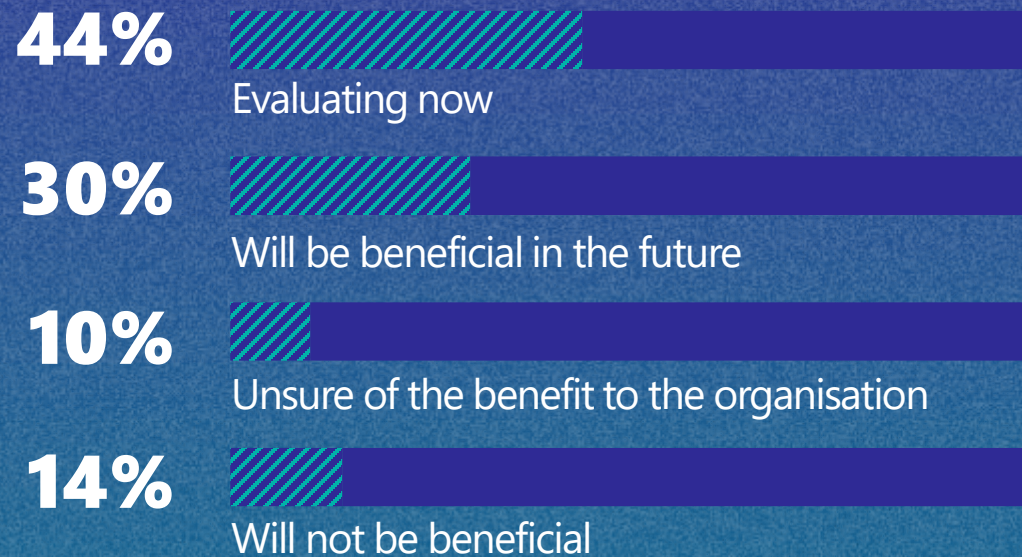 44%
Evaluating now
30%
Will be beneficial in the future
10%
Unsure of the benefit to the organisation
14%
Will not be beneficial